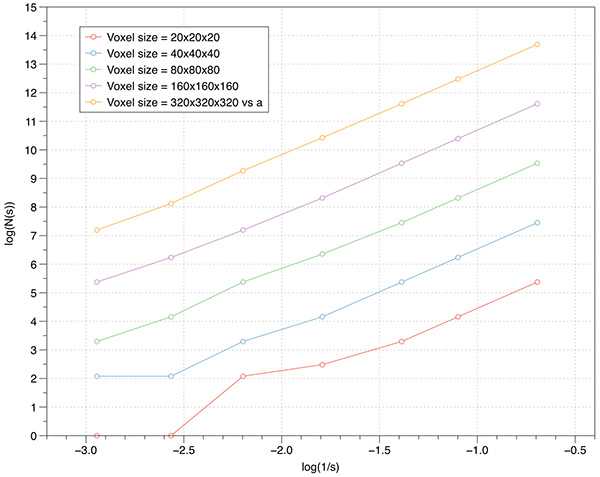 15
14
13
12
11
10
9
8
7
6
5
4
3
2
1
0
log(N(s))
Voxel size = 20x20x20
Voxel size = 40x40x40
Voxel size = 80x80x80
Voxel size = 160x160x160
Voxel size = 320x320x320 vs a
−3.0 −2.5 −2.0 −1.5 −1.0 −0.5
log(1/s)